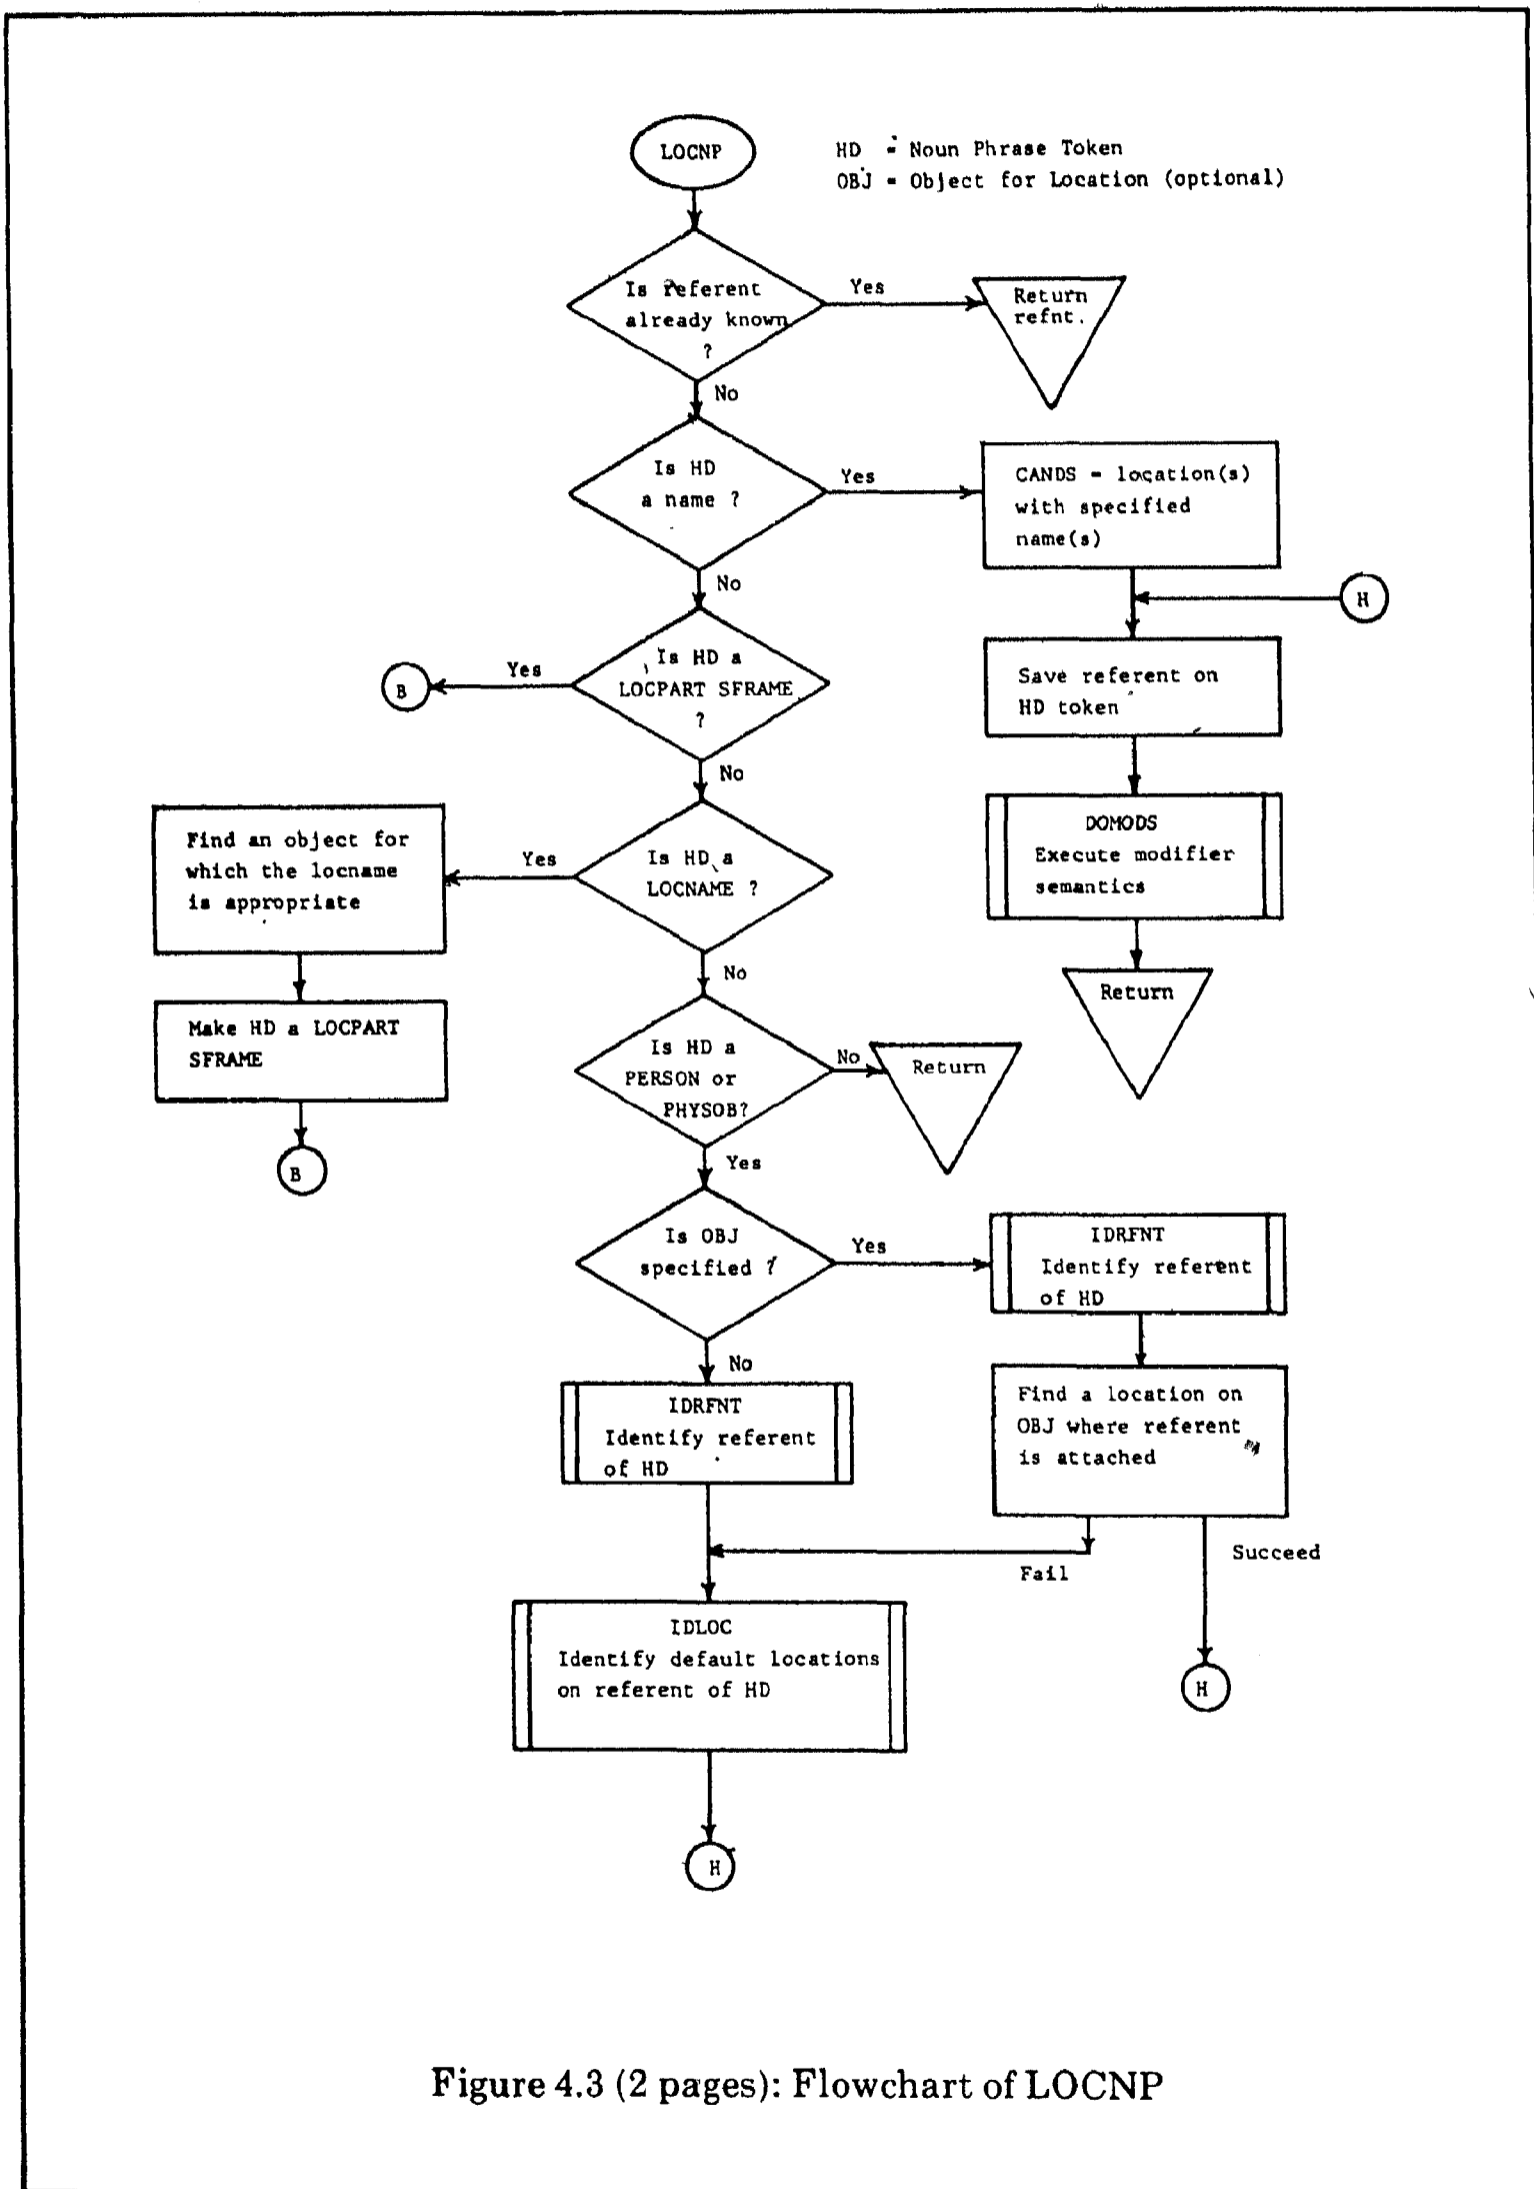 LOCNP
HD = Noun Phrase Token
OBJ = Object for Location (optional)
Is referent
already known
?
Yes
Return
refnt.
No
Is HD
a name ?
Yes
CANDS = location(s)
with specified
name(s)
No
H
Is HD a
LOCPART SFRAME
?
Yes
B
Save referent on
HD token
No
Find an object for
which the locname
is appropriate
Yes
Is HD a
LOCNAME ?
DOMODS
Execute modifier
semantics
No
Return
Make HD a LOCPART
SFRAME
Is HD a
PERSON or
PHYSOB?
No
Return
B
Yes
Is OBJ
specified ?
Yes
IDRFNT
Identify referent
of HD
No
IDRFNT
Identify referent
of HD
Find a location on
OBJ where referent
is attached
Succeed
Fail
IDLOC
Identify default locations
on referent of HD
H
H
Figure 4.3 (2 pages): Flowchart of LOCNP